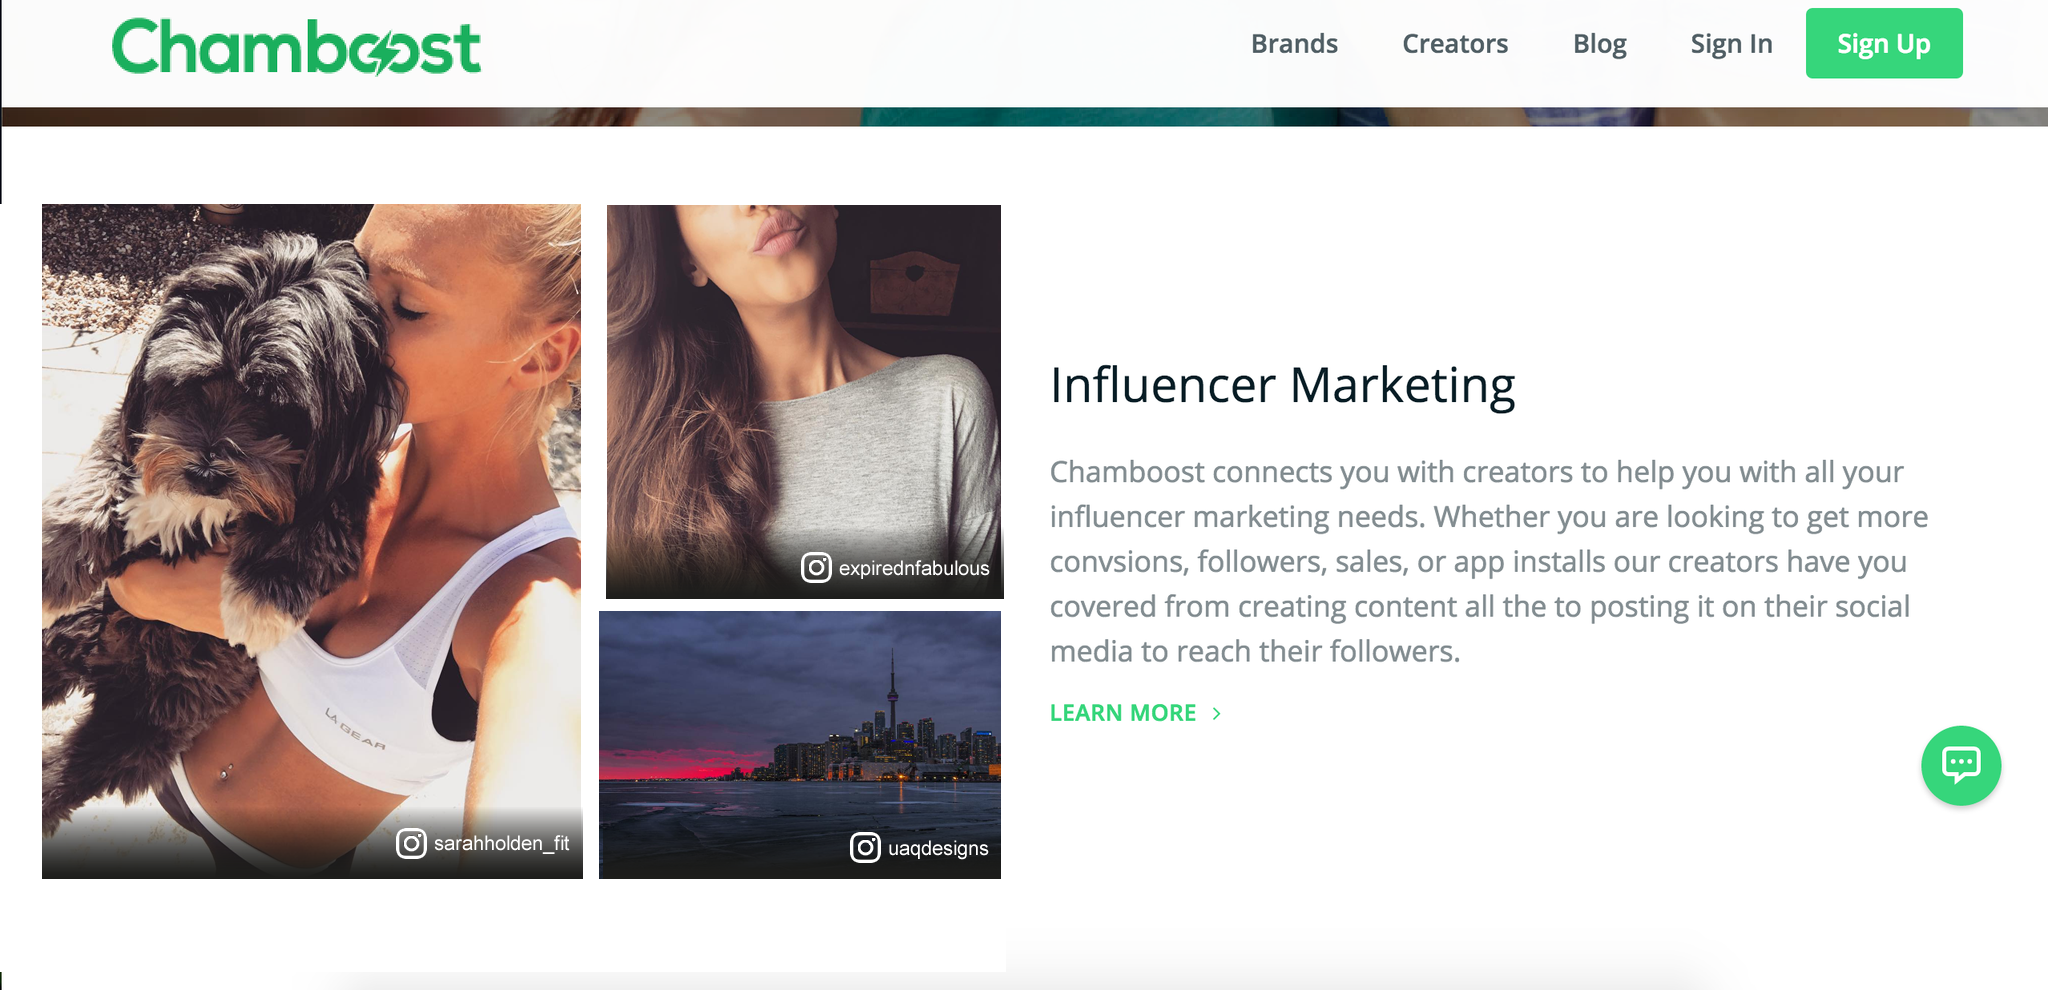 Chamboost
Brands Creators Blog Sign In Sign Up
LA GEAR
sarahholden_fit
expirednfabulous
uaqdesigns
Influencer Marketing
Chamboost connects you with creators to help you with all your
influencer marketing needs. Whether you are looking to get more
convsions, followers, sales, or app installs our creators have you
covered from creating content all the to posting it on their social
media to reach their followers.
LEARN MORE